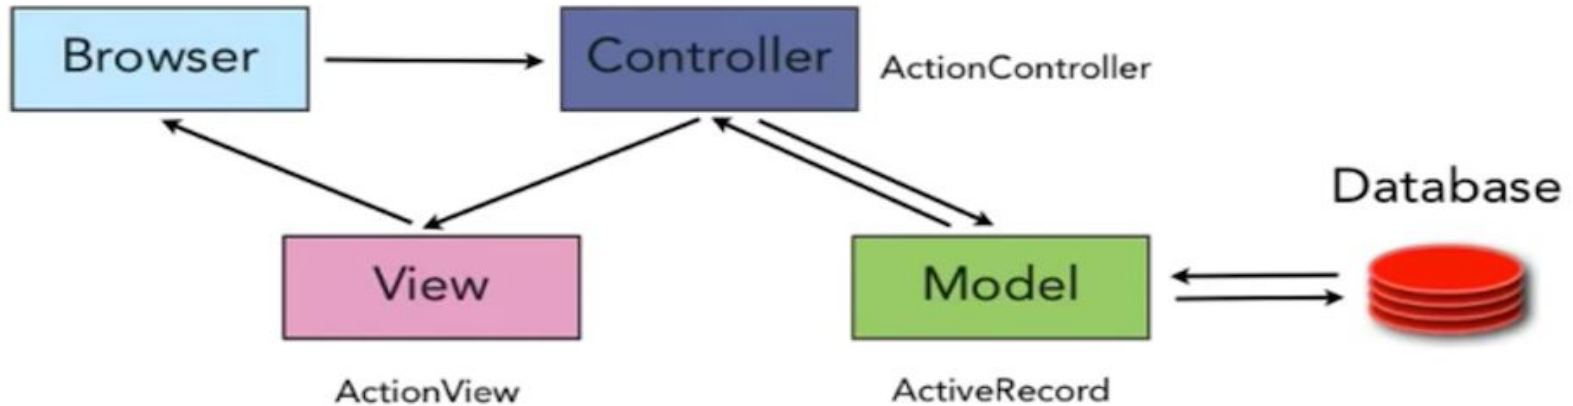 Browser
Controller
ActionController
Database
View
Model
ActionView
ActiveRecord